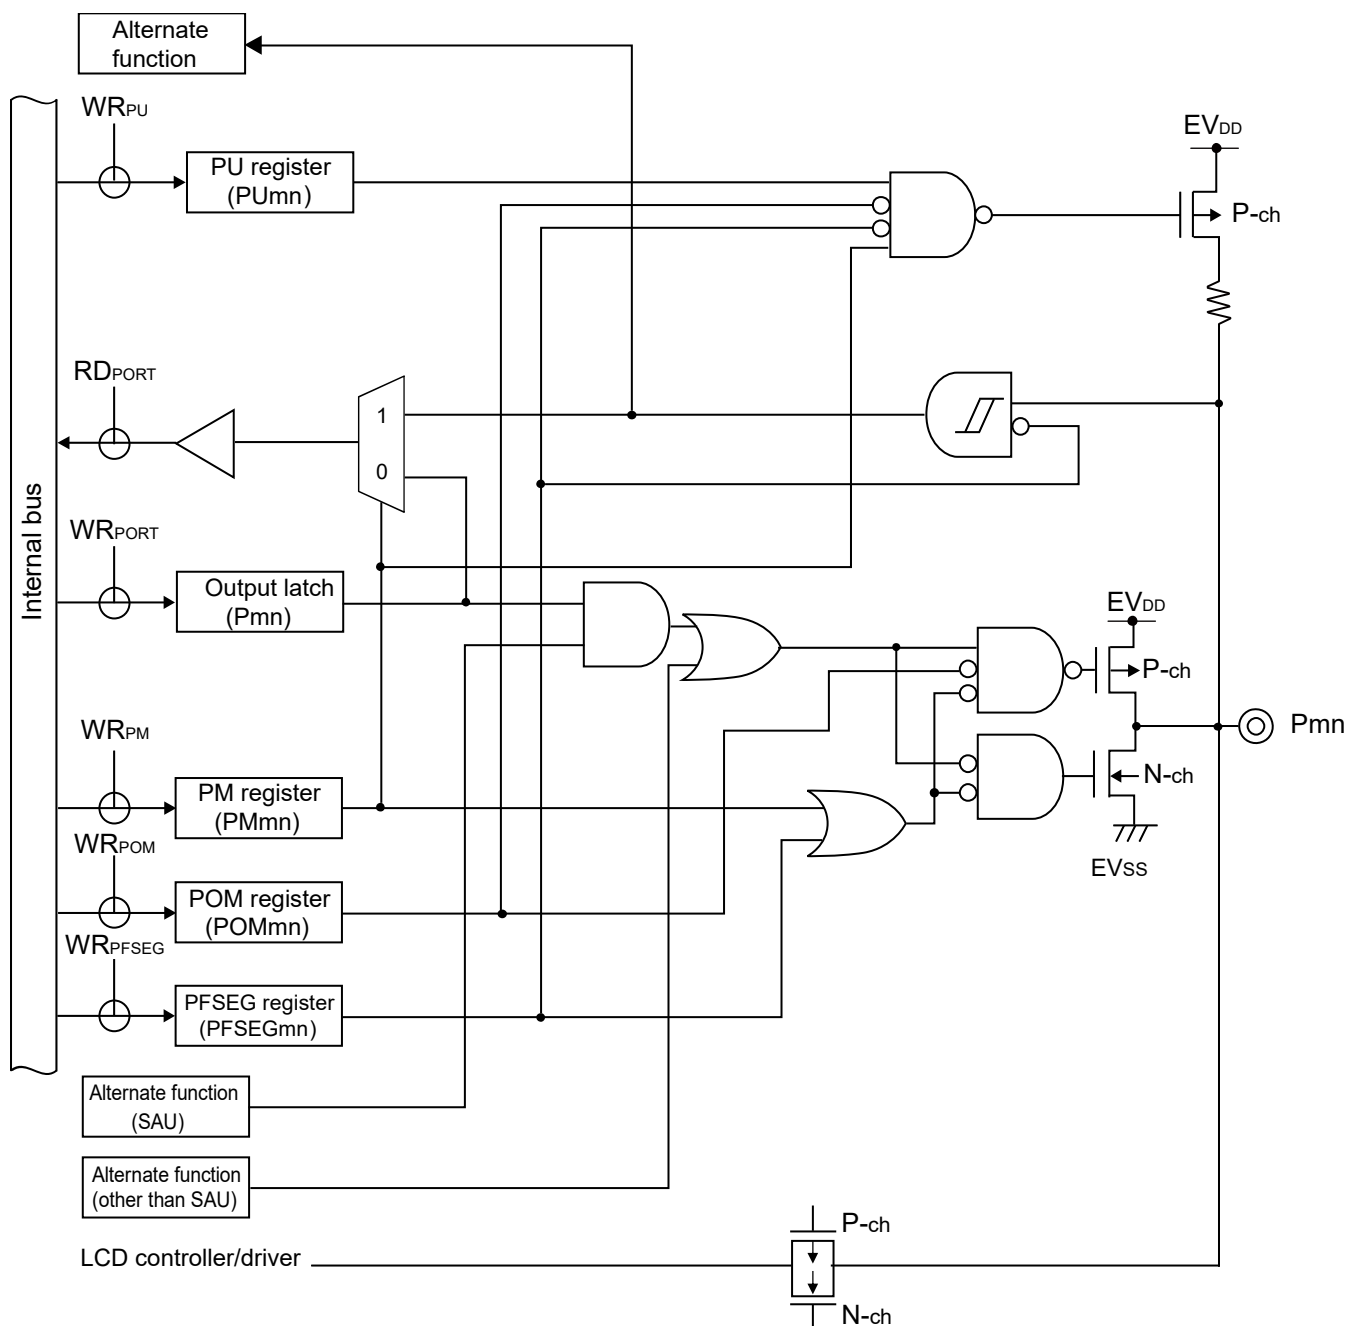 Alternate
function
WRPU
EVDD
PU register
(PUmn)
P-ch
RDPORT
1
0
Internal bus
WRPORT
Output latch
(Pmn)
EVDD
P-ch
WRPM
Pmn
PM register
(PMmn)
N-ch
WRPOM
EVSS
POM register
(POMmn)
WRPFSEG
PFSEG register
(PFSEGmn)
Alternate function
(SAU)
Alternate function
(other than SAU)
P-ch
LCD controller/driver
N-ch